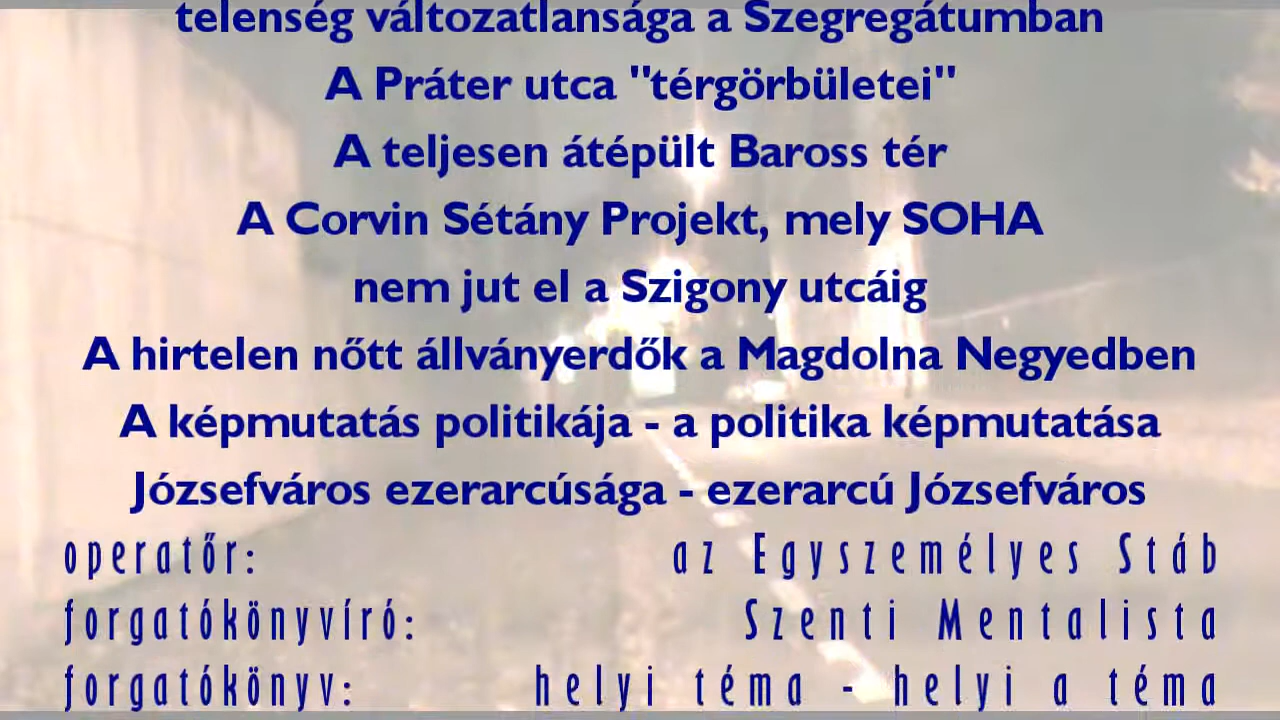 telenség változatlansága a Szegregátumban
A Práter utca "térgörbületei"
A teljesen átépült Baross tér
A Corvin Sétány Projekt, mely SOHA
nem jut el a Szigony utcáig
A hirtelen nőtt állványerdők a Magdolna Negyedben
A képmutatás politikája - a politika képmutatása
Józsefváros ezerarcúsága - ezerarcú Józsefváros
operatőr: az Egyszemélyes Stáb
forgatókönyvíró: Szenti Mentalista
forgatókönyv: helyi téma - helyi a téma